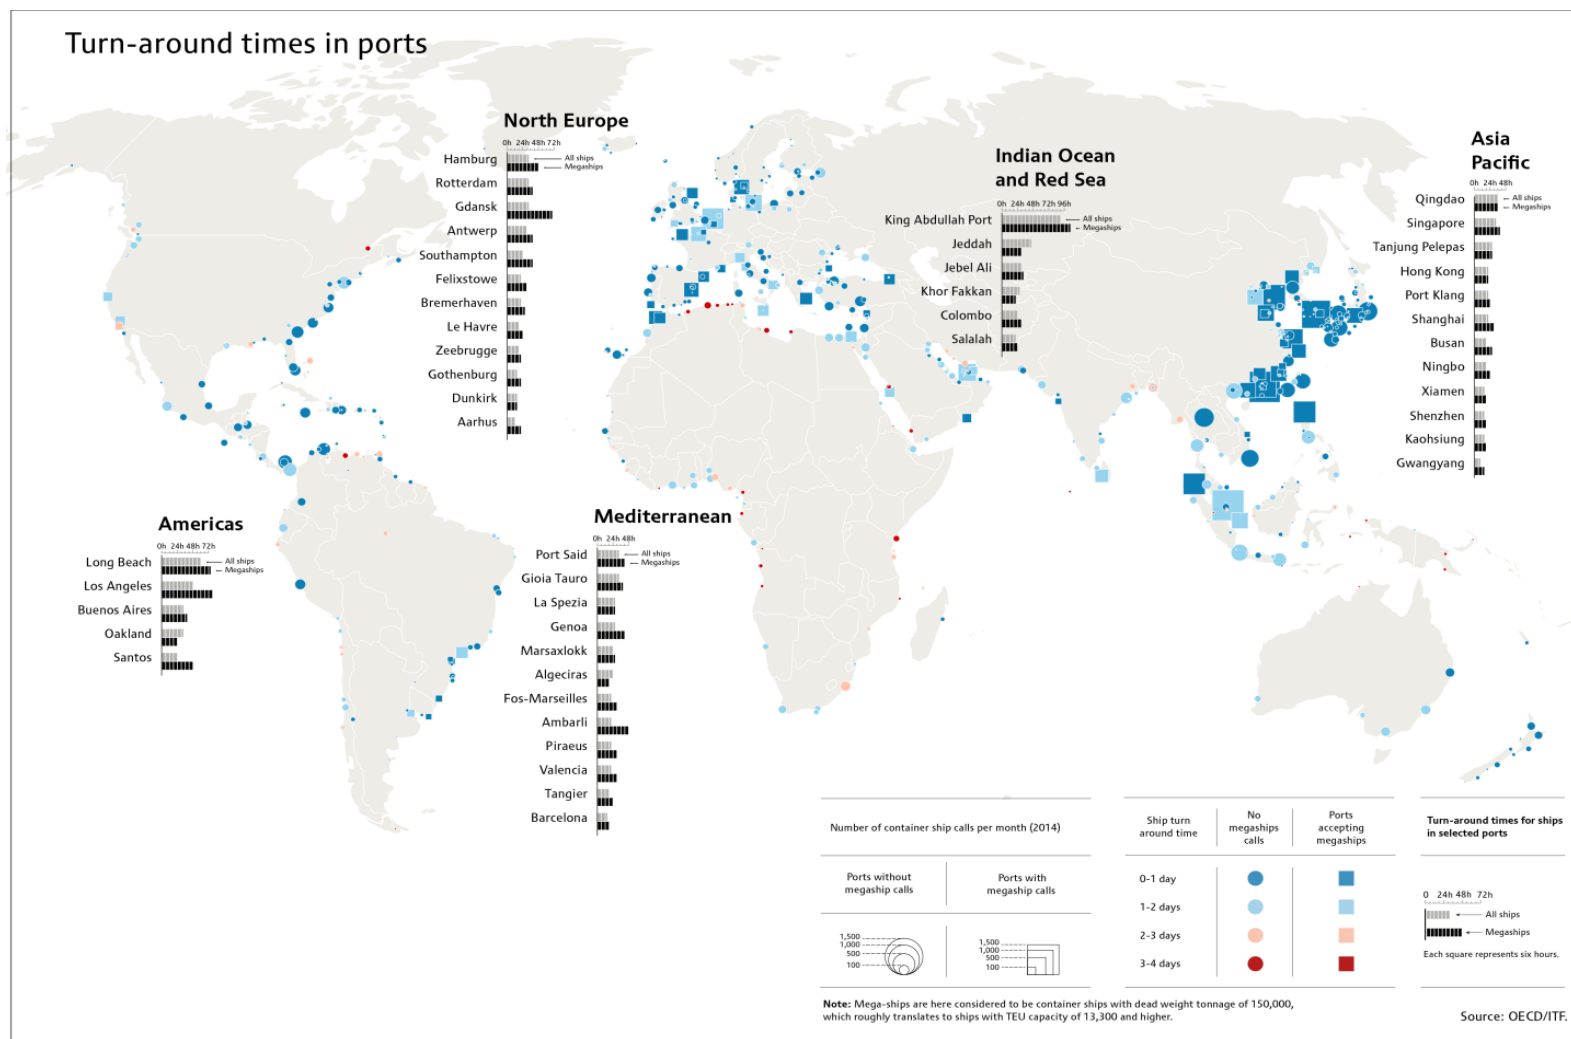 Turn-around times in ports
North Europe
0h 24h 48h 72h
Hamburg
All ships
Megaships
Rotterdam
Gdansk
Antwerp
Southampton
Felixstowe
Bremerhaven
Le Havre
Zeebrugge
Gothenburg
Dunkirk
Aarhus
Indian Ocean
and Red Sea
0h 24h 48h 72h 96h
King Abdullah Port
All ships
Megaships
Jeddah
Jebel Ali
Khor Fakkan
Colombo
Salalah
Asia
Pacific
0h 24h 48h
Qingdao
All ships
Megaships
Singapore
Tanjung Pelepas
Hong Kong
Port Klang
Shanghai
Busan
Ningbo
Xiamen
Shenzhen
Kaohsiung
Gwangyang
Americas
0h 24h 48h 72h
Long Beach
All ships
Megaships
Los Angeles
Buenos Aires
Oakland
Santos
Mediterranean
0h 24h 48h
Port Said
All ships
Megaships
Gioia Tauro
La Spezia
Genoa
Marsaxlokk
Algeciras
Fos-Marseilles
Ambarli
Piraeus
Valencia
Tangier
Barcelona
Number of container ship calls per month (2014)
Ports without
megaship calls
Ports with
megaship calls
1,500
1,000
500
100
1,500
1,000
500
100
Ship turn
around time
No
megaships
calls
Ports
accepting
megaships
0-1 day
1-2 days
2-3 days
3-4 days
Turn-around times for ships
in selected ports
0 24h 48h 72h
All ships
Megaships
Each square represents six hours.
Note: Mega-ships are here considered to be container ships with dead weight tonnage of 150,000,
which roughly translates to ships with TEU capacity of 13,300 and higher.
Source: OECD/ITF.